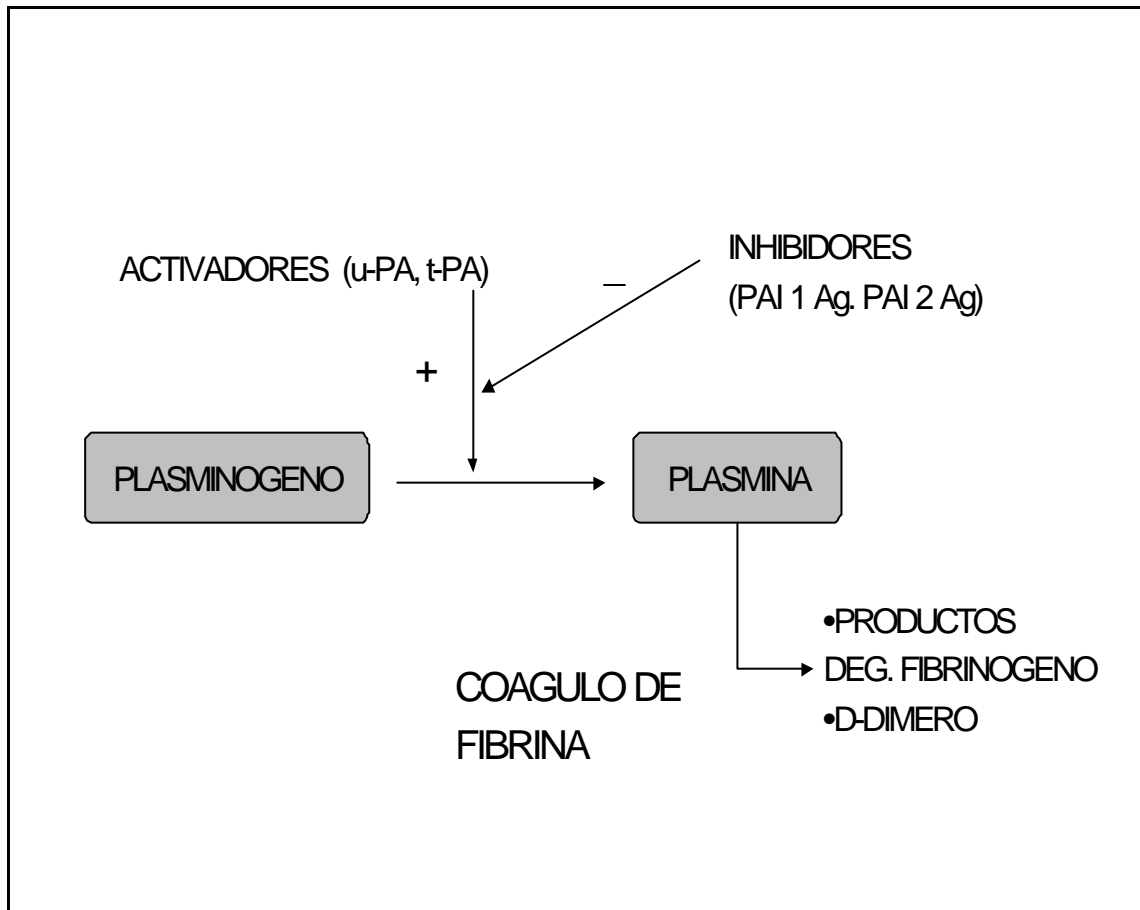 ACTIVADORES (u-PA, t-PA)
INHIBIDORES
(PAI 1 Ag. PAI 2 Ag)
–
+
PLASMINOGENO
PLASMINA
•PRODUCTOS
DEG. FIBRINOGENO
•D-DIMERO
COAGULO DE
FIBRINA